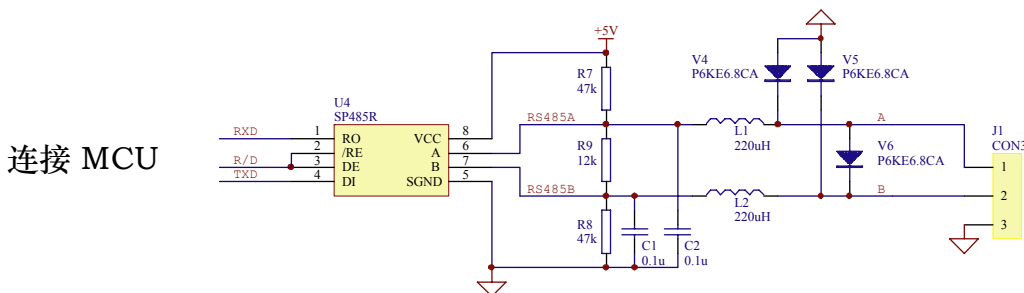 +5V
V4
P6KE6.8CA
V5
P6KE6.8CA
R7
47k
U4
SP485R
RXD
1
RO
VCC
8
RS485A
2
/RE
A
6
R/D
3
DE
B
7
TXD
4
DI
SGND
5
RS485B
连接 MCU
R9
12k
L1
220uH
A
V6
P6KE6.8CA
J1
CON3
1
2
3
L2
220uH
B
R8
47k
C1
0.1u
C2
0.1u